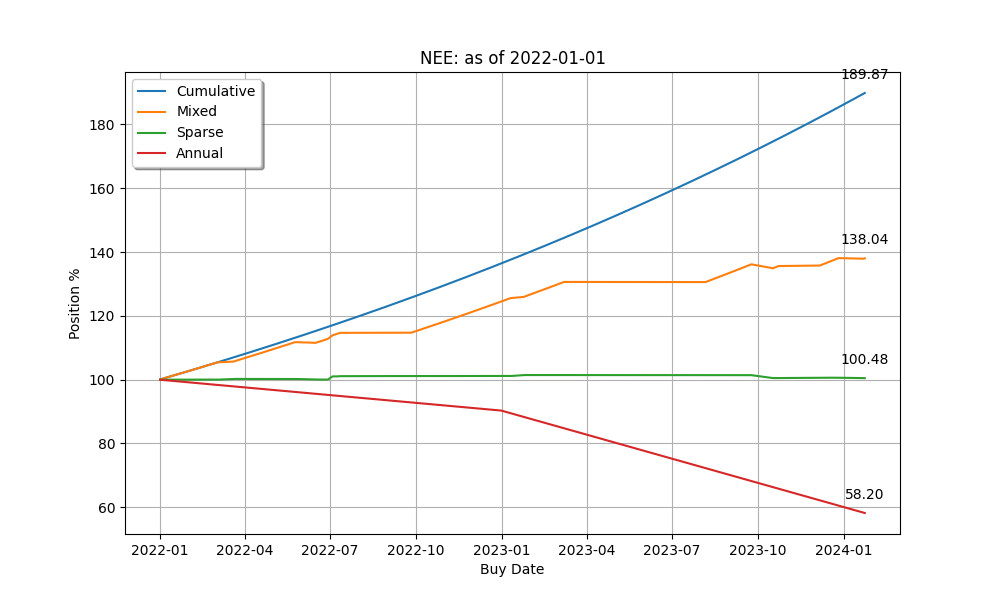 NEE: as of 2022-01-01
189.87
Cumulative
Mixed
Sparse
Annual
180
160
140
120
100
80
60
138.04
100.48
58.20
Position %
2022-01
2022-04
2022-07
2022-10
2023-01
2023-04
2023-07
2023-10
2024-01
Buy Date